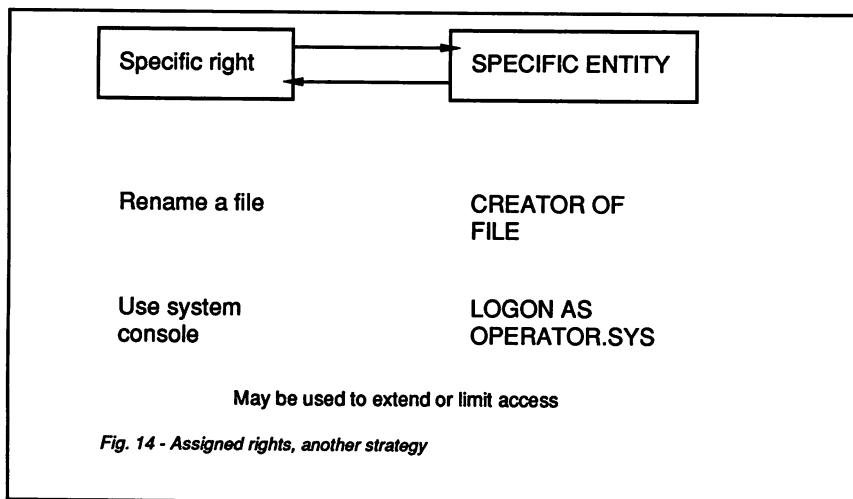 Specific right
SPECIFIC ENTITY
Rename a file
CREATOR OF
FILE
Use system
console
LOGON AS
OPERATOR.SYS
May be used to extend or limit access
Fig. 14 - Assigned rights, another strategy